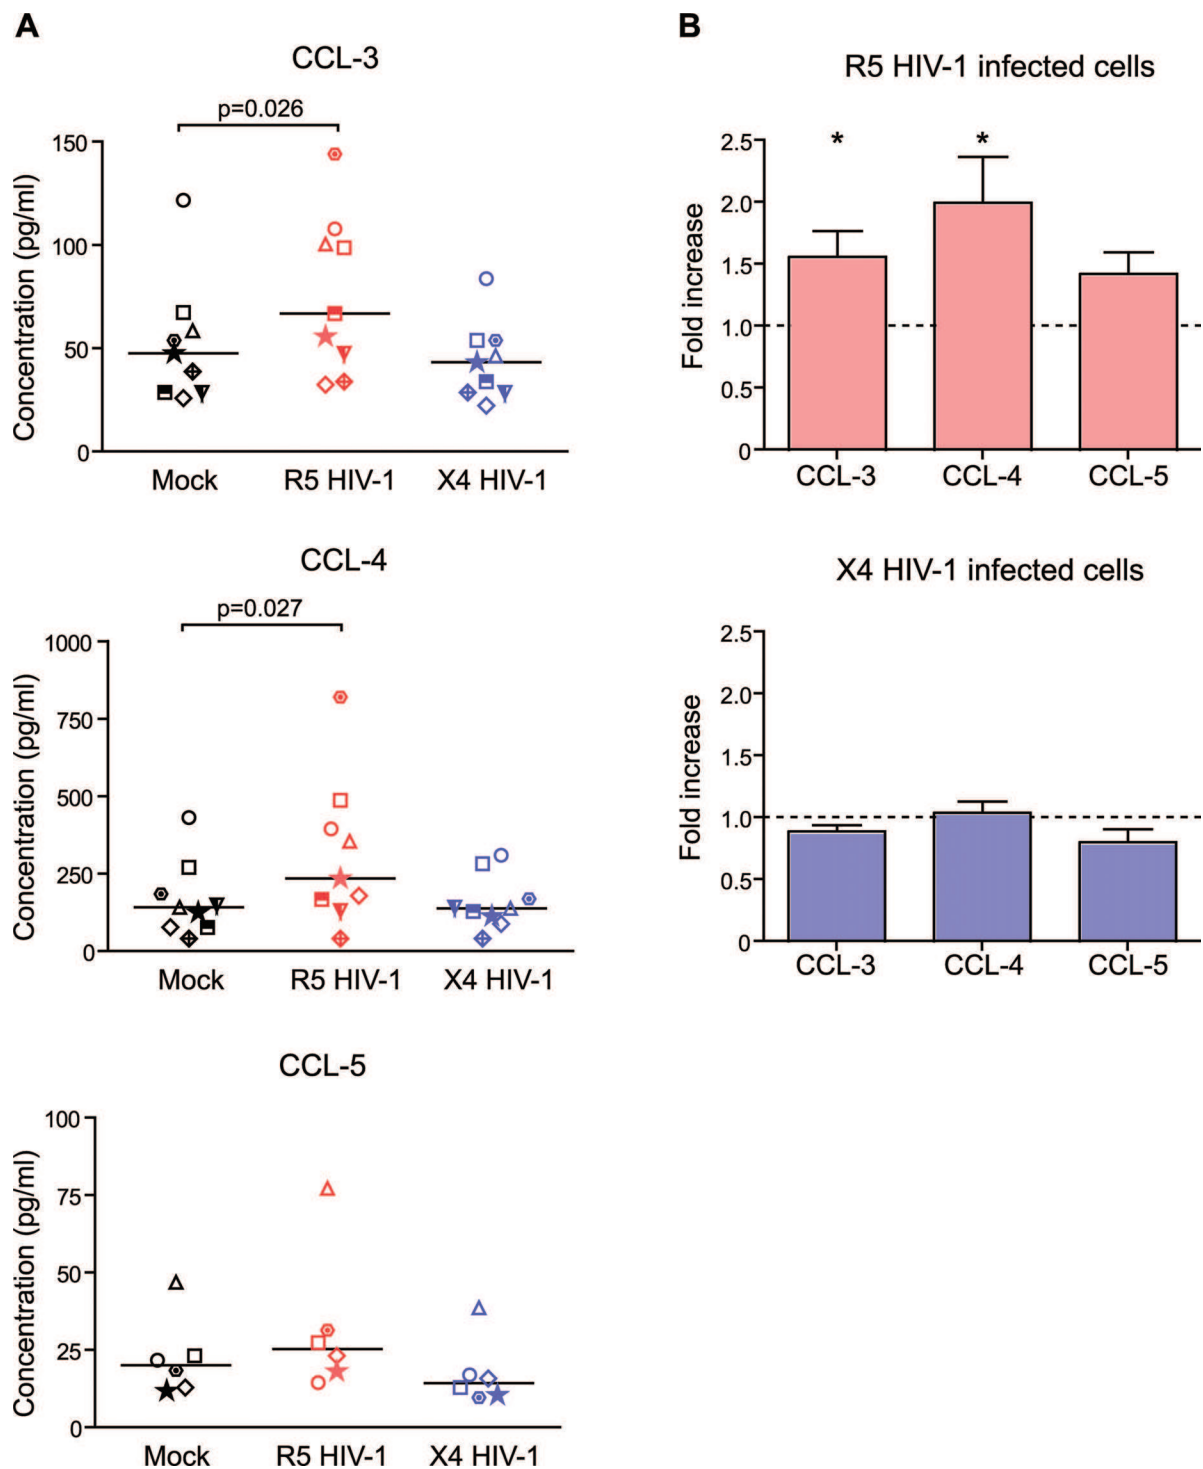 A
CCL-3
p=0.026
Concentration (pg/ml)
150
100
50
0
Mock R5 HIV-1 X4 HIV-1
CCL-4
p=0.027
Concentration (pg/ml)
1000
750
500
250
0
Mock R5 HIV-1 X4 HIV-1
CCL-5
Concentration (pg/ml)
100
75
50
25
0
Mock R5 HIV-1 X4 HIV-1
B
R5 HIV-1 infected cells
* *
Fold increase
2.5
2.0
1.5
1.0
0.5
0
CCL-3 CCL-4 CCL-5
X4 HIV-1 infected cells
Fold increase
2.5
2.0
1.5
1.0
0.5
0
CCL-3 CCL-4 CCL-5